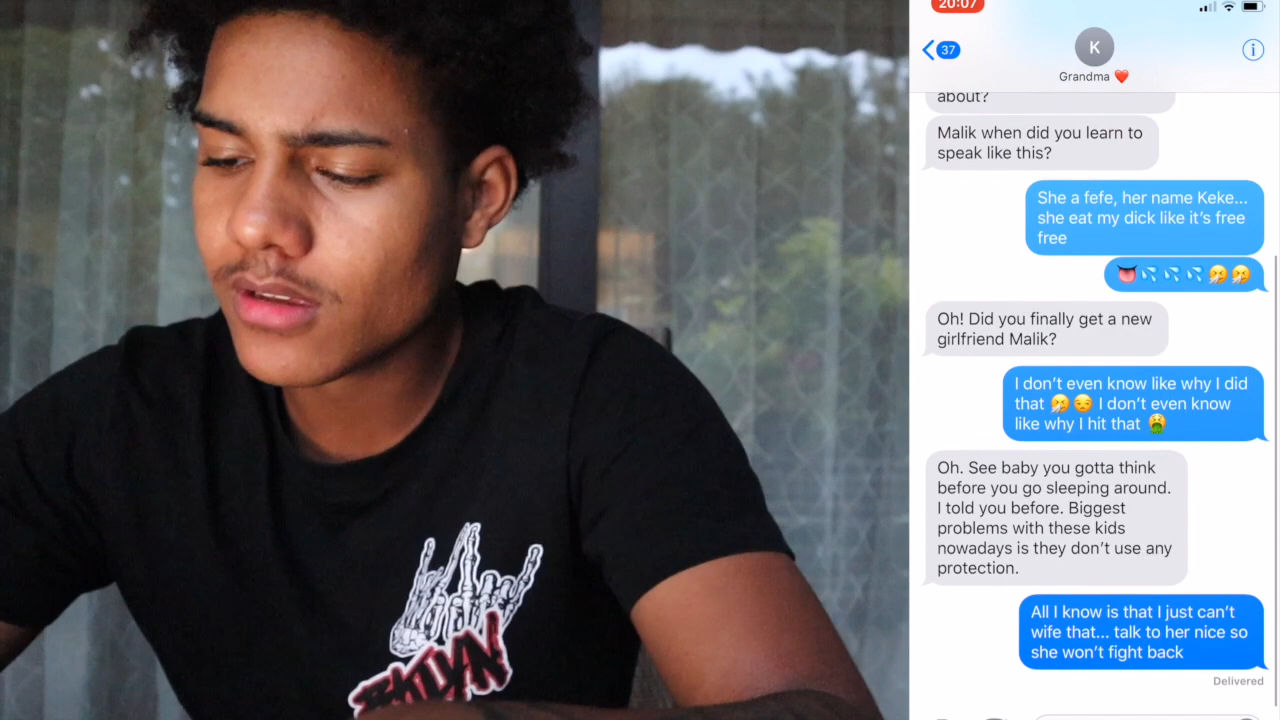 20:07
37
K
Grandma ❤️
about?
Malik when did you learn to
speak like this?
She a fefe, her name Keke...
she eat my dick like it’s free
free
👅💦💦💦🤧🤧
Oh! Did you finally get a new
girlfriend Malik?
I don’t even know like why I did
that 🤧😒 I don’t even know
like why I hit that 🤮
Oh. See baby you gotta think
before you go sleeping around.
I told you before. Biggest
problems with these kids
nowadays is they don’t use any
protection.
All I know is that I just can’t
wife that... talk to her nice so
she won’t fight back
Delivered
BKLYN